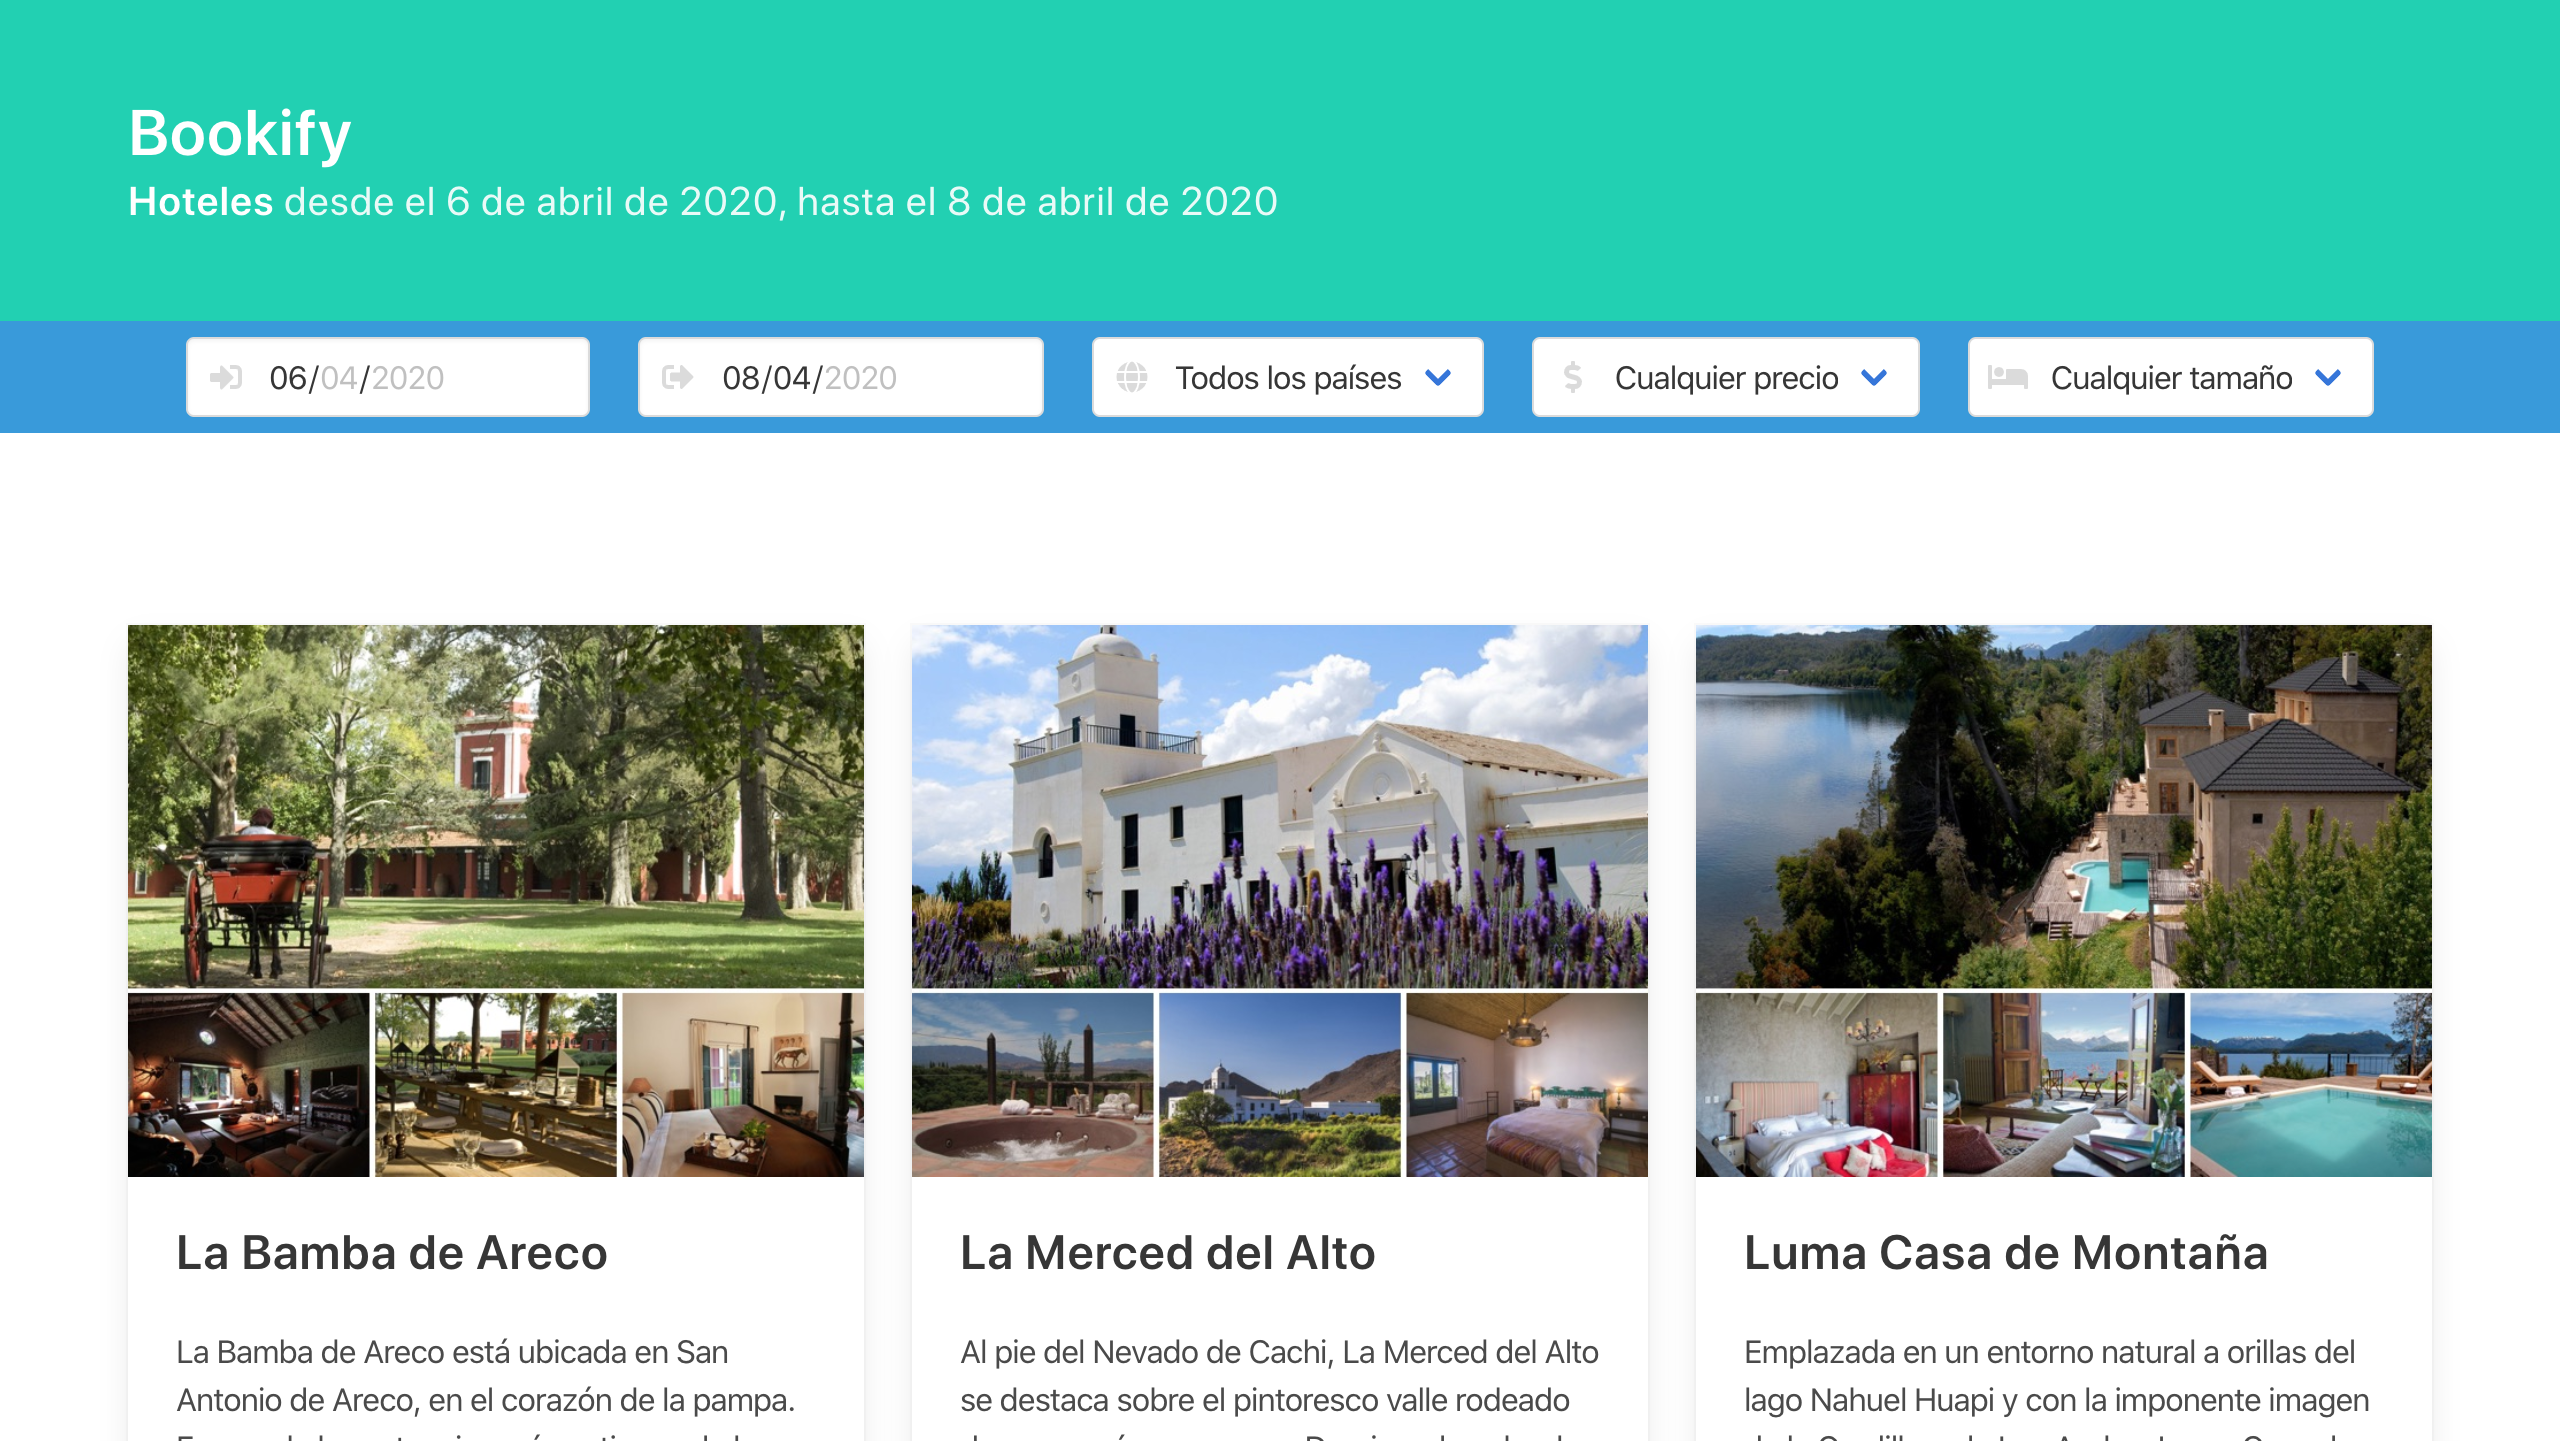 Bookify
Hoteles desde el 6 de abril de 2020, hasta el 8 de abril de 2020
06/04/2020
08/04/2020
Todos los países
Cualquier precio
Cualquier tamaño
La Bamba de Areco
La Bamba de Areco está ubicada en San
Antonio de Areco, en el corazón de la pampa.
La Merced del Alto
Al pie del Nevado de Cachi, La Merced del Alto
se destaca sobre el pintoresco valle rodeado
Luma Casa de Montaña
Emplazada en un entorno natural a orillas del
lago Nahuel Huapi y con la imponente imagen